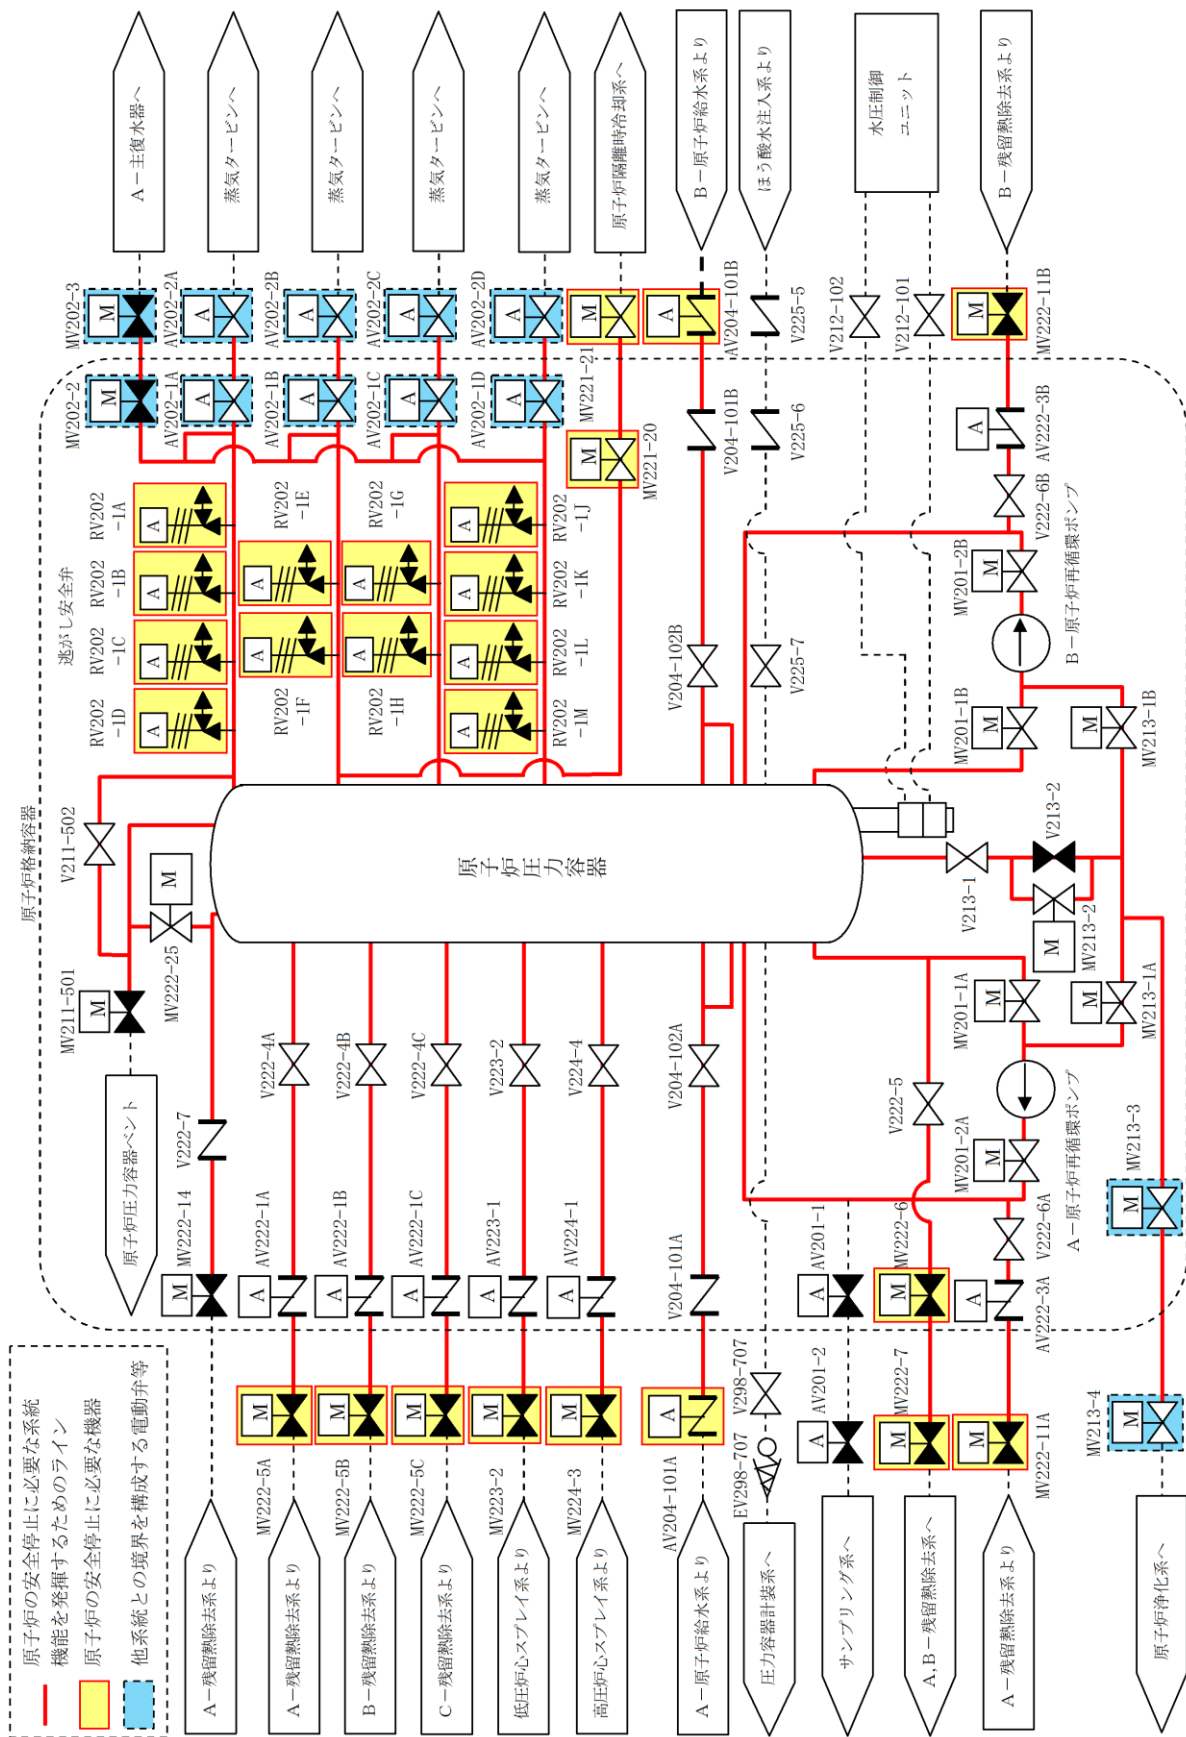 原子炉の安全停止に必要な系統
機能を発揮するためのライン
原子炉の安全停止に必要な機器
他系統との境界を構成する電動弁等
A-残留熱除去系より
A-残留熱除去系より
B-残留熱除去系より
C-残留熱除去系より
低圧炉心スプレイ系より
高圧炉心スプレイ系より
A-原子炉給水系より
圧力容器計装系へ
サンプリング系へ
A,B-残留熱除去系へ
A-残留熱除去系より
原子炉浄化系へ
MV222-5A
MV222-5B
MV222-5C
MV223-2
MV224-3
AV204-101A
EV298-707
V298-707
AV201-2
MV222-7
MV222-11A
MV213-4
原子炉圧力容器ベント
MV222-14
AV222-1A
AV222-1B
AV222-1C
AV223-1
AV224-1
V204-101A
AV201-1
MV222-6
AV222-3A
V222-6A
MV213-3
V222-7
MV211-501
MV222-25
V222-4A
V222-4B
V222-4C
V223-2
V224-4
V204-102A
V222-5
MV201-2A
A-原子炉再循環ポンプ
MV201-1A
MV213-1A
原子炉格納容器
V211-502
原子炉圧力容器
V213-1
MV213-2
V213-2
逃がし安全弁
RV202
-1D
RV202
-1C
RV202
-1B
RV202
-1A
RV202
-1F
RV202
-1E
RV202
-1H
RV202
-1G
RV202
-1M
RV202
-1L
RV202
-1K
RV202
-1J
V204-102B
V225-7
MV201-1B
MV213-1B
B-原子炉再循環ポンプ
MV201-2B
V222-6B
AV222-3B
MV202-2
AV202-1A
AV202-1B
AV202-1C
AV202-1D
MV221-20
V204-101B
V225-6
MV202-3
AV202-2A
AV202-2B
AV202-2C
AV202-2D
MV221-21
AV204-101B
V225-5
V212-102
V212-101
MV222-11B
A-主復水器へ
蒸気タービンへ
蒸気タービンへ
蒸気タービンへ
蒸気タービンへ
原子炉隔離時冷却系へ
B-原子炉給水系より
ほう酸水注入系より
水圧制御
ユニット
B-残留熱除去系より
M
M
M
M
M
A
A
M
M
M
M
A
A
A
A
A
A
M
A
M
M
M
M
M
M
M
A
A
A
A
A
A
A
A
A
A
A
A
M
M
M
A
M
A
A
A
A
M
M
A
A
A
A
M
A
M